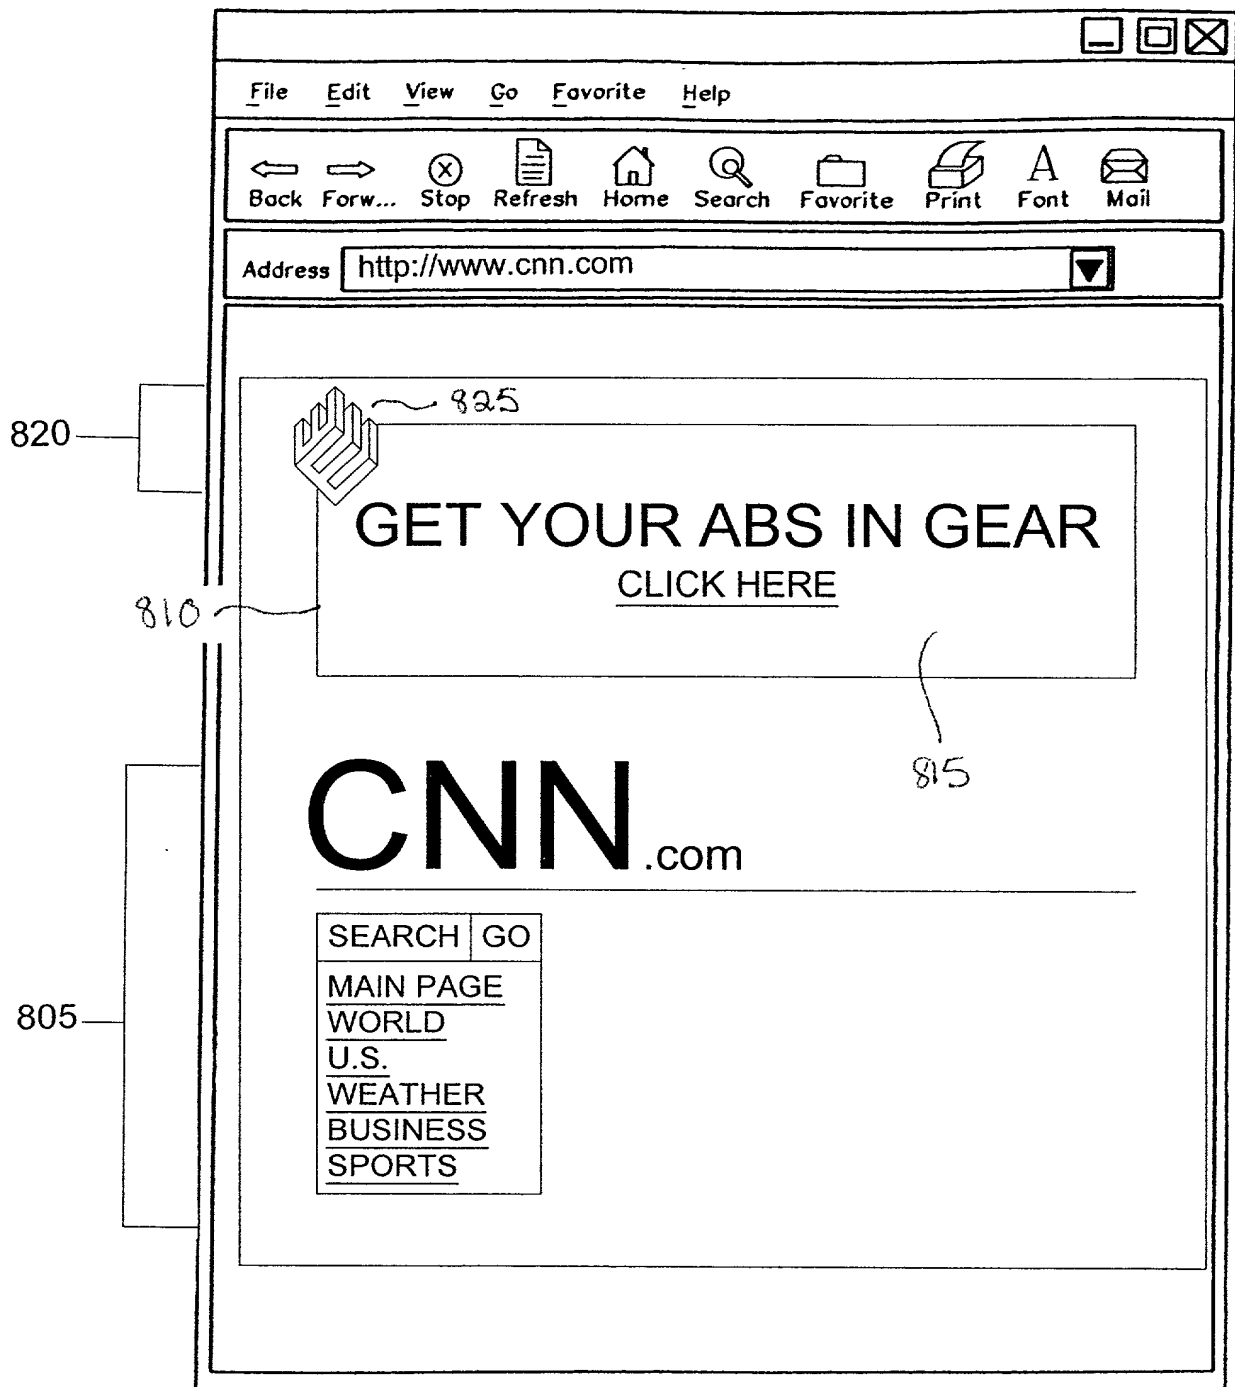 File Edit View Go Favorite Help
Back Forw... Stop Refresh Home Search Favorite Print Font Mail
Address http://www.cnn.com
825
820
GET YOUR ABS IN GEAR
CLICK HERE
810
815
CNN.com
SEARCH GO
MAIN PAGE
805
WORLD
U.S.
WEATHER
BUSINESS
SPORTS